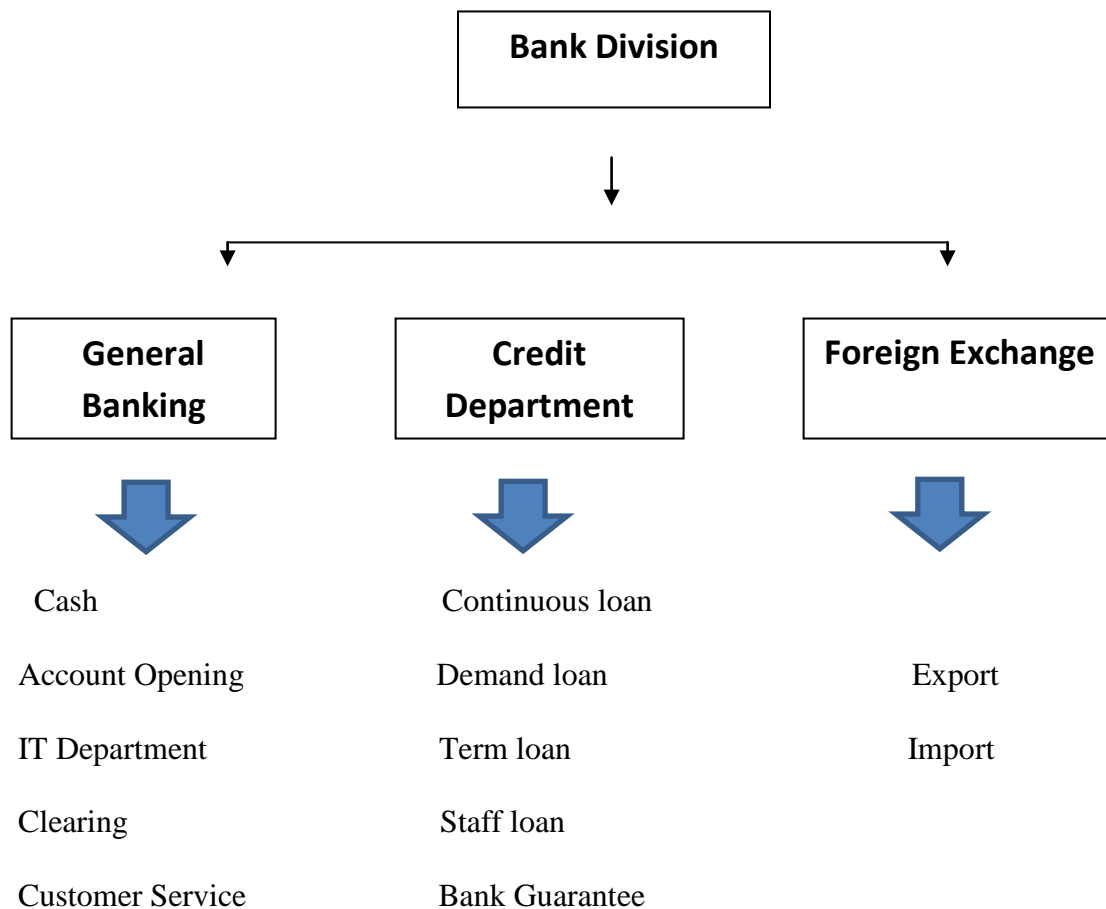 Bank Division
General
Banking
Credit
Department
Foreign Exchange
Cash
Continuous loan
Account Opening
Demand loan
Export
IT Department
Term loan
Import
Clearing
Staff loan
Customer Service
Bank Guarantee